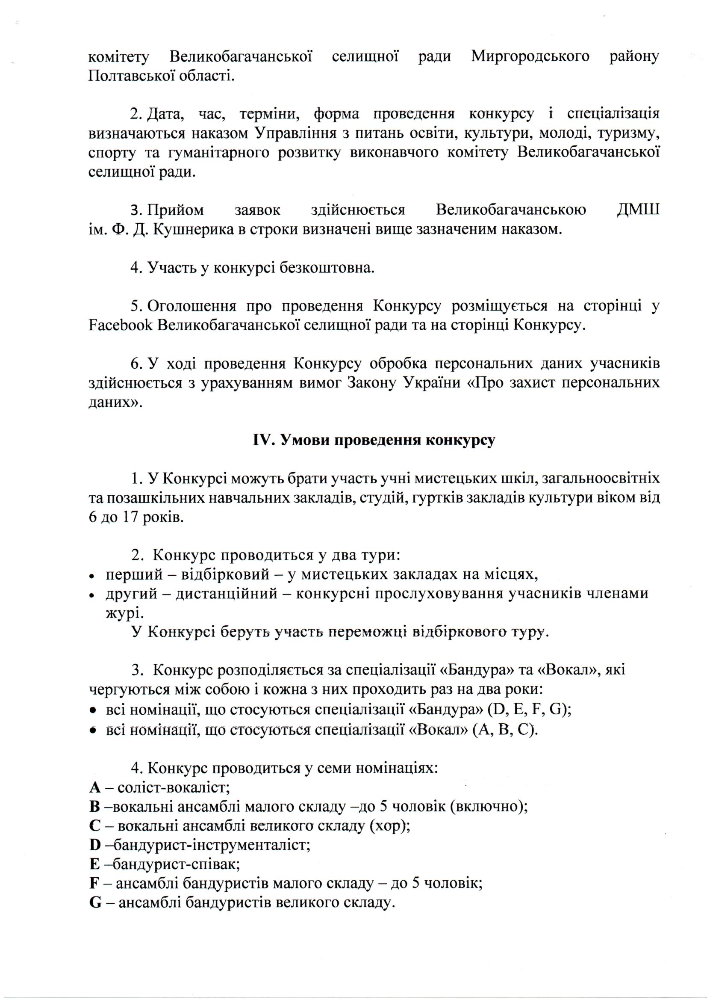 комітету Великобагачанської селищної ради Миргородського району
Полтавської області.
2. Дата, час, терміни, форма проведення конкурсу і спеціалізація
визначаються наказом Управління з питань освіти, культури, молоді, туризму,
спорту та гуманітарного розвитку виконавчого комітету Великобагачанської
селищної ради.
3. Прийом заявок здійснюється Великобагачанською ДМШ
ім. Ф. Д. Кушнерика в строки визначені вище зазначеним наказом.
4. Участь у конкурсі безкоштовна.
5. Оголошення про проведення Конкурсу розміщується на сторінці у
Facebook Великобагачанської селищної ради та на сторінці Конкурсу.
6. У ході проведення Конкурсу обробка персональних даних учасників
здійснюється з урахуванням вимог Закону України «Про захист персональних
даних».
IV. Умови проведення конкурсу
1. У Конкурсі можуть брати участь учні мистецьких шкіл, загальноосвітніх
та позашкільних навчальних закладів, студій, гуртків закладів культури віком від
6 до 17 років.
2. Конкурс проводиться у два тури:
• перший – відбірковий – у мистецьких закладах на місцях,
• другий – дистанційний – конкурсні прослуховування учасників членами
журі.
У Конкурсі беруть участь переможці відбіркового туру.
3. Конкурс розподіляється за спеціалізації «Бандура» та «Вокал», які
чергуються між собою і кожна з них проходить раз на два роки:
• всі номінації, що стосуються спеціалізації «Бандура» (D, E, F, G);
• всі номінації, що стосуються спеціалізації «Вокал» (A, B, C).
4. Конкурс проводиться у семи номінаціях:
A – соліст-вокаліст;
B –вокальні ансамблі малого складу –до 5 чоловік (включно);
C – вокальні ансамблі великого складу (хор);
D –бандурист-інструменталіст;
E –бандурист-співак;
F – ансамблі бандуристів малого складу – до 5 чоловік;
G – ансамблі бандуристів великого складу.